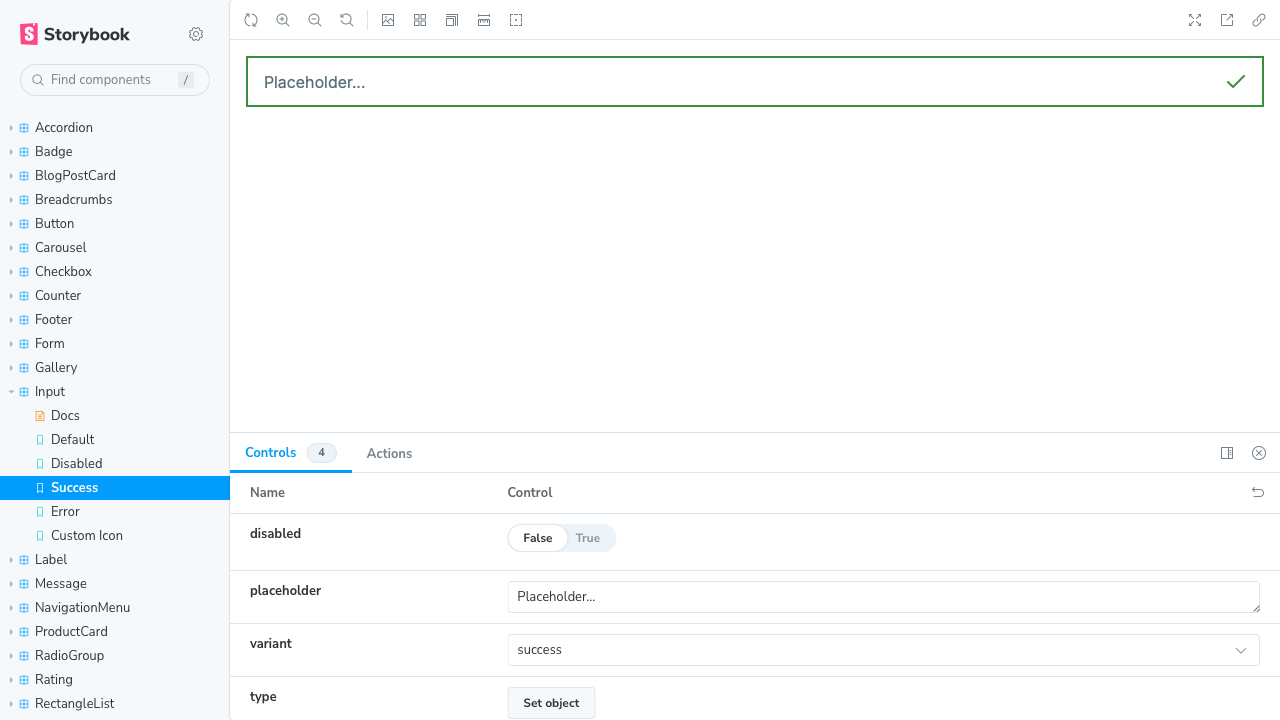 Storybook
Find components /
Accordion
Badge
BlogPostCard
Breadcrumbs
Button
Carousel
Checkbox
Counter
Footer
Form
Gallery
Input
Docs
Default
Disabled
Success
Error
Custom Icon
Label
Message
NavigationMenu
ProductCard
RadioGroup
Rating
RectangleList
Placeholder...
Controls 4 Actions
Name Control
disabled False True
placeholder Placeholder...
variant success
type Set object